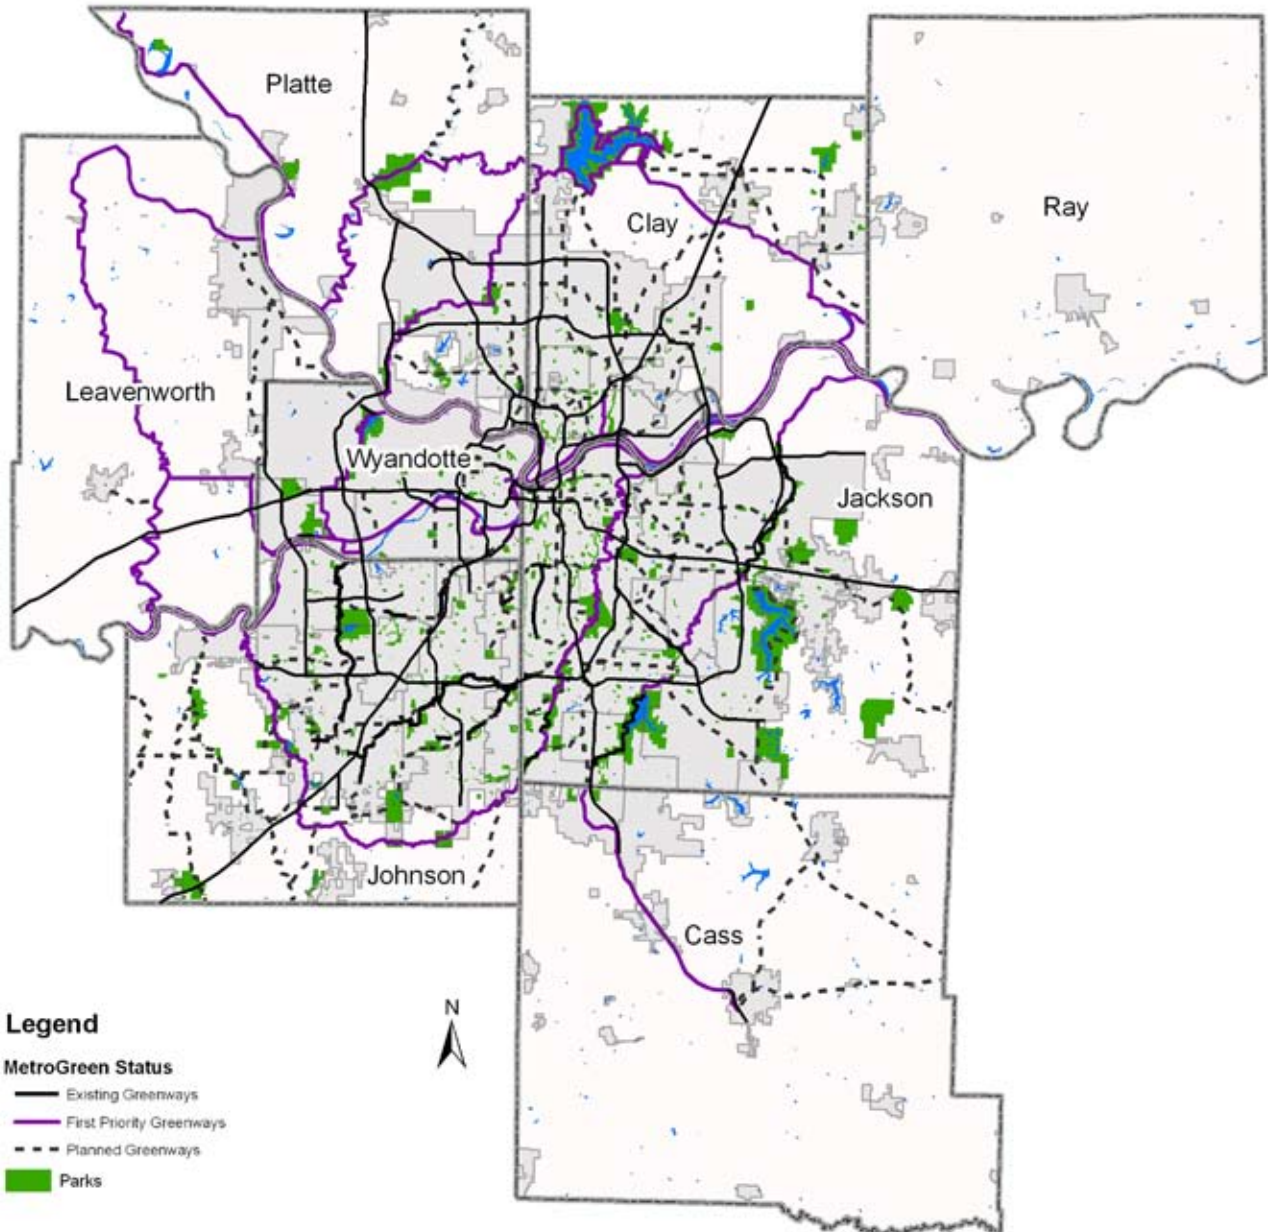 Platte
Clay
Ray
Leavenworth
Wyandotte
Jackson
Johnson
Cass
N
Legend
MetroGreen Status
Existing Greenways
First Priority Greenways
Planned Greenways
Parks